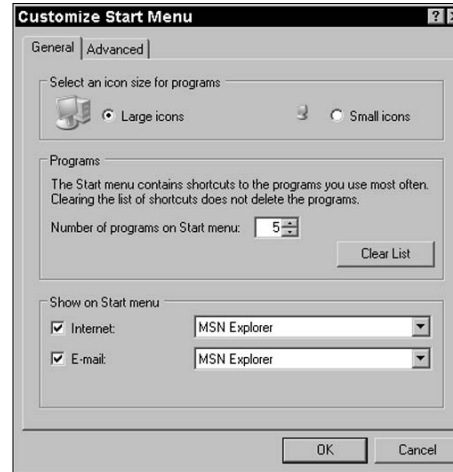 Customize Start Menu
General Advanced
Select an icon size for programs
Large icons Small icons
Programs
The Start menu contains shortcuts to the programs you use most often.
Clearing the list of shortcuts does not delete the programs.
Number of programs on Start menu: 5
Clear List
Show on Start menu
Internet: MSN Explorer
E-mail: MSN Explorer
OK Cancel